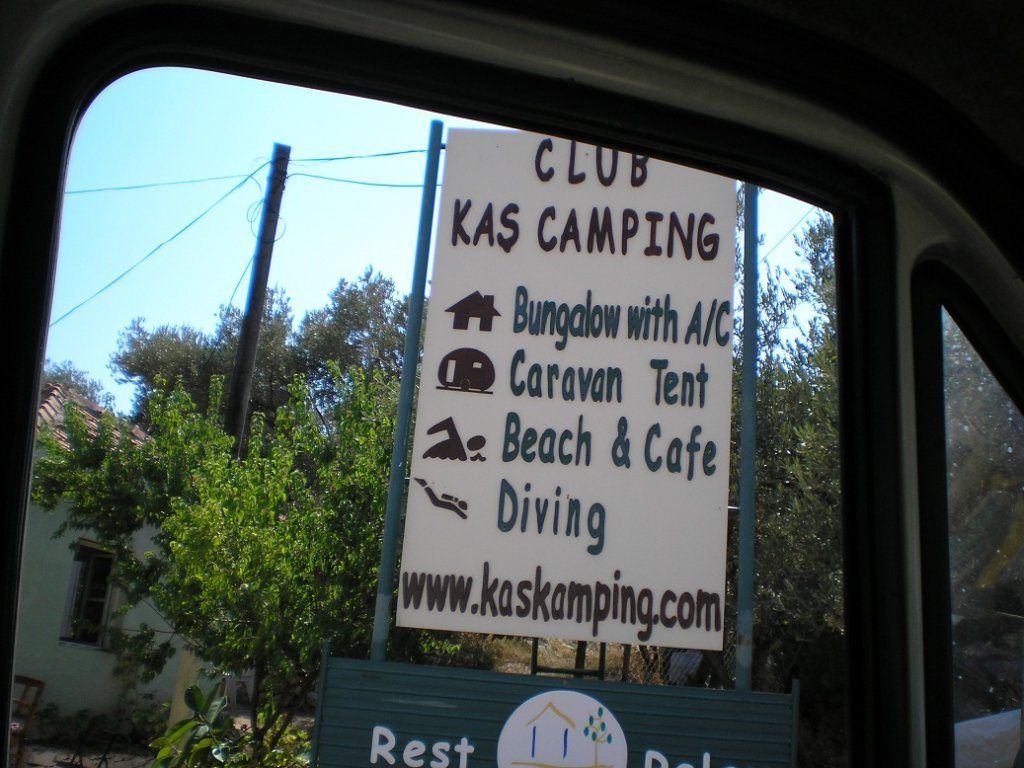 CLUB
KAŞ CAMPING
Bungalow with A/C
Caravan Tent
Beach & Cafe
Diving
www.kaskamping.com
Rest